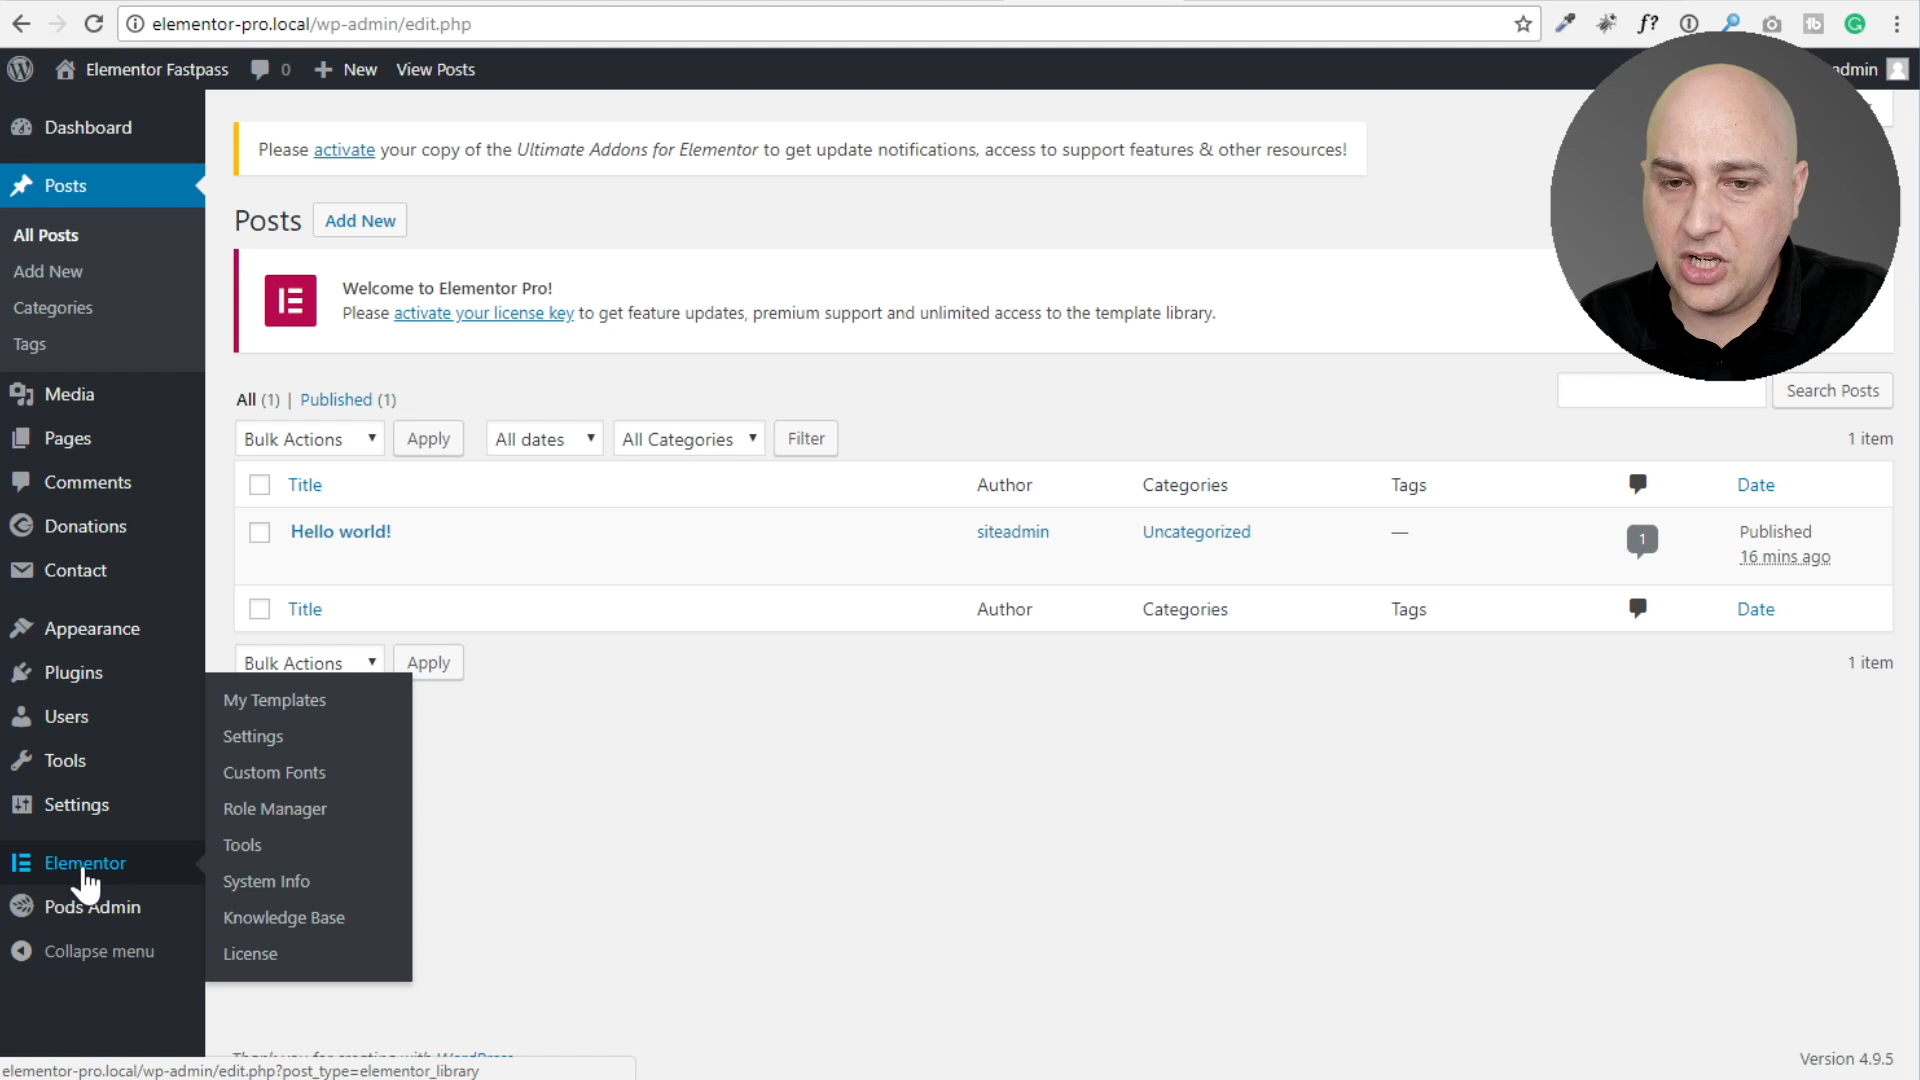 elementor-pro.local/wp-admin/edit.php
Elementor Fastpass 0 New View Posts
Dashboard
Posts
All Posts
Add New
Categories
Tags
Media
Pages
Comments
Donations
Contact
Appearance
Plugins
Users
Tools
Settings
Elementor
Pods Admin
Collapse menu
Please activate your copy of the Ultimate Addons for Elementor to get update notifications, access to support features & other resources!
Posts Add New
Welcome to Elementor Pro!
Please activate your license key to get feature updates, premium support and unlimited access to the template library.
Search Posts
All (1) | Published (1)
Bulk Actions Apply All dates All Categories Filter 1 item
Title Author Categories Tags Date
Hello world! siteadmin Uncategorized — 1 Published
16 mins ago
Title Author Categories Tags Date
Bulk Actions Apply 1 item
My Templates
Settings
Custom Fonts
Role Manager
Tools
System Info
Knowledge Base
License
Version 4.9.5
elementor-pro.local/wp-admin/edit.php?post_type=elementor_library